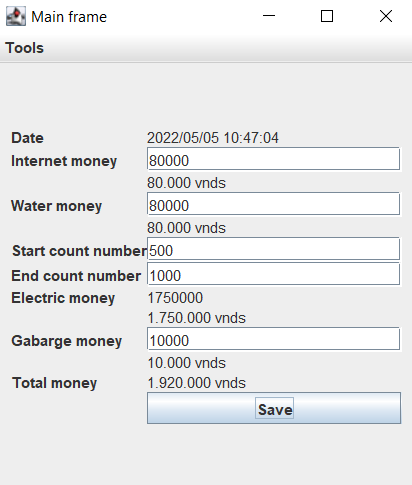 Main frame
Tools
Date 2022/05/05 10:47:04
Internet money 80000
80.000 vnds
Water money 80000
80.000 vnds
Start count number 500
End count number 1000
Electric money 1750000
1.750.000 vnds
Gabarge money 10000
10.000 vnds
Total money 1.920.000 vnds
Save